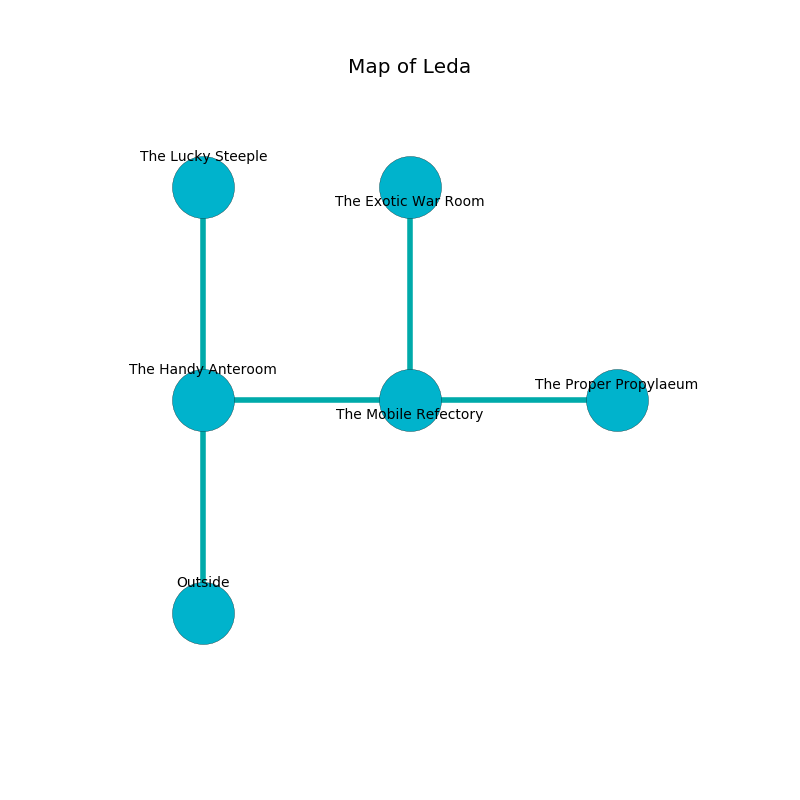 Map of Leda
The Lucky Steeple
The Exotic War Room
The Handy Anteroom
The Proper Propylaeum
The Mobile Refectory
Outside